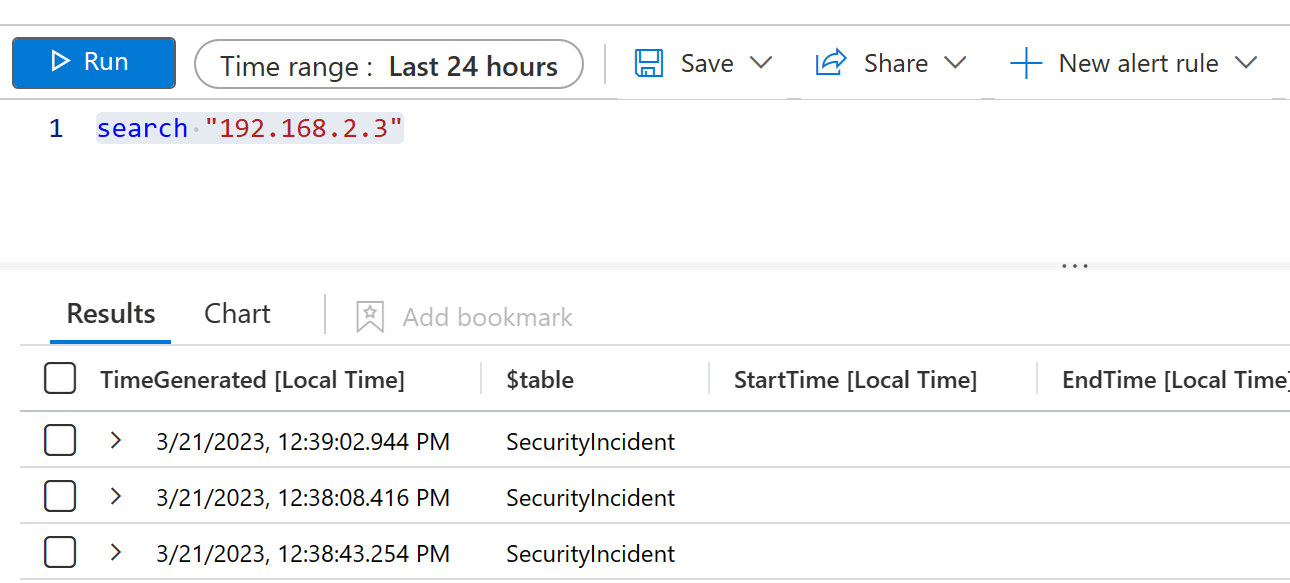 Run Time range : Last 24 hours Save Share New alert rule
1 search "192.168.2.3"
Results Chart Add bookmark
TimeGenerated [Local Time] $table StartTime [Local Time] EndTime [Local Time]
3/21/2023, 12:39:02.944 PM SecurityIncident
3/21/2023, 12:38:08.416 PM SecurityIncident
3/21/2023, 12:38:43.254 PM SecurityIncident